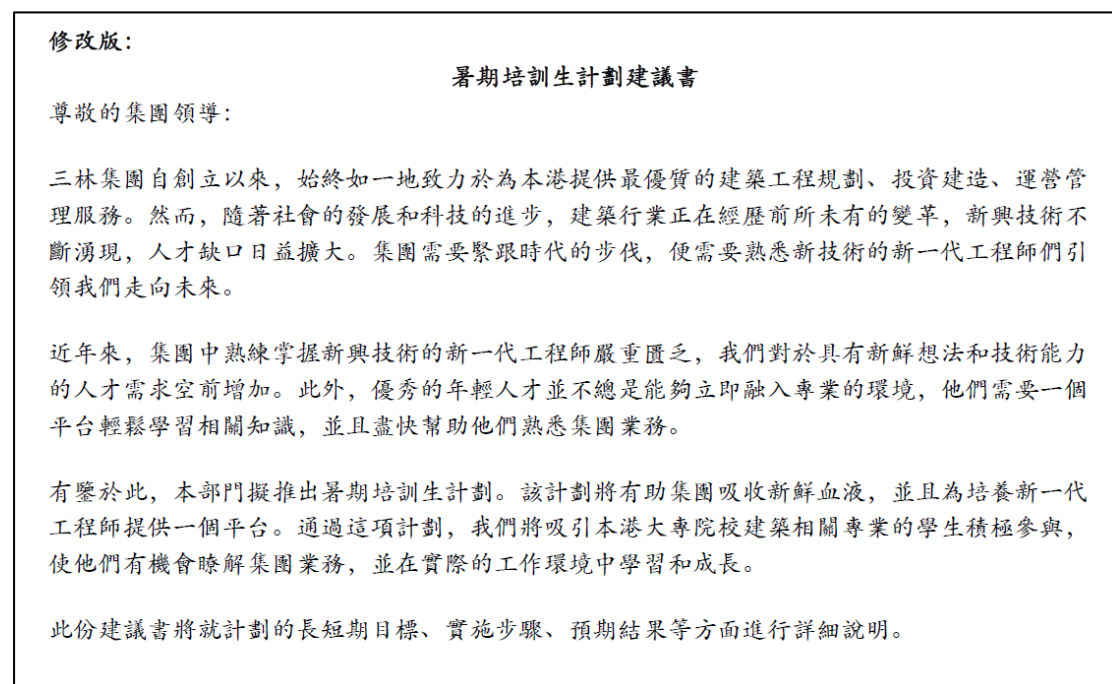 修改版：
暑期培訓生計劃建議書
尊敬的集團領導：
三林集團自創立以來，始終如一地致力於為本港提供最優質的建築工程規劃、投資建造、運營管
理服務。然而，隨著社會的發展和科技的進步，建築行業正在經歷前所未有的變革，新興技術不
斷湧現，人才缺口日益擴大。集團需要緊跟時代的步伐，便需要熟悉新技術的新一代工程師們引
領我們走向未來。
近年來，集團中熟練掌握新興技術的新一代工程師嚴重匱乏，我們對於具有新鮮想法和技術能力
的人才需求空前增加。此外，優秀的年輕人才並不總是能夠立即融入專業的環境，他們需要一個
平台輕鬆學習相關知識，並且盡快幫助他們熟悉集團業務。
有鑒於此，本部門擬推出暑期培訓生計劃。該計劃將有助集團吸收新鮮血液，並且為培養新一代
工程師提供一個平台。通過這項計劃，我們將吸引本港大專院校建築相關專業的學生積極參與，
使他們有機會瞭解集團業務，並在實際的工作環境中學習和成長。
此份建議書將就計劃的長短期目標、實施步驟、預期結果等方面進行詳細說明。